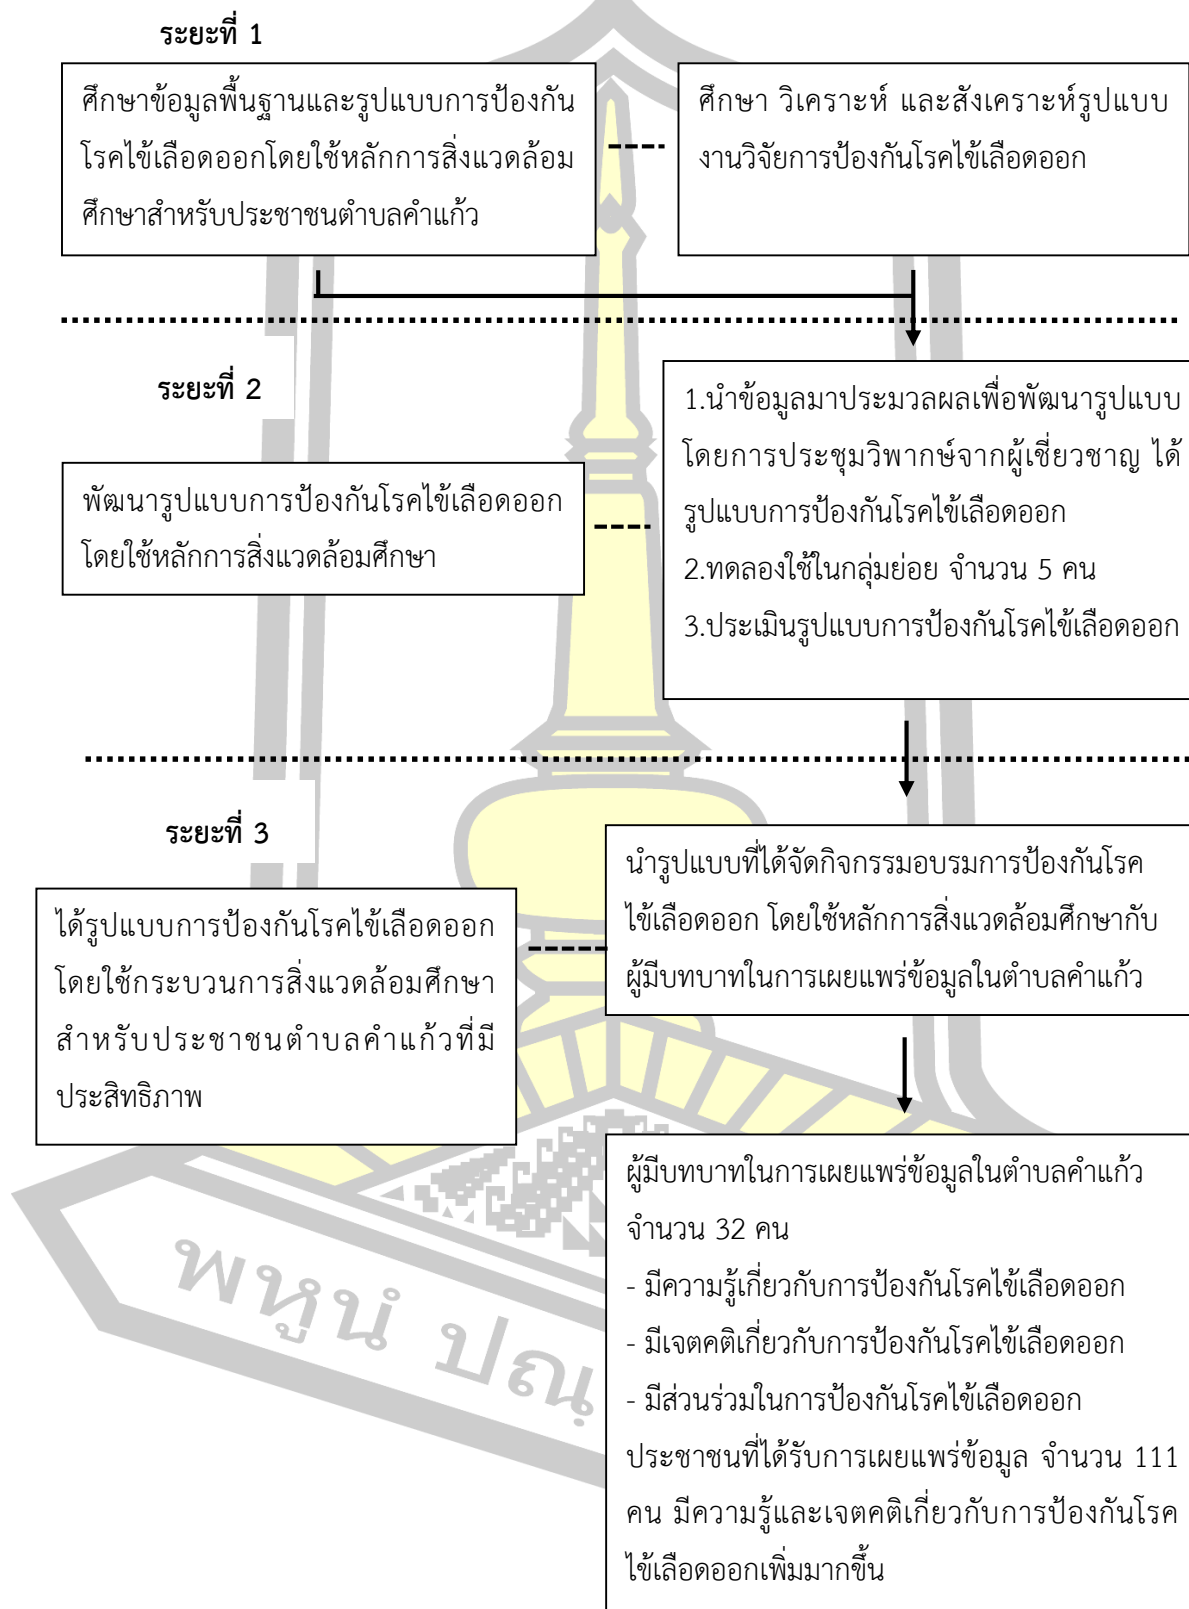 ระยะที่ 1
ศึกษาข้อมูลพื้นฐานและรูปแบบการป้องกัน
โรคไข้เลือดออกโดยใช้หลักการสิ่งแวดล้อม
ศึกษาสำหรับประชาชนตำบลคำแก้ว
ศึกษา วิเคราะห์ และสังเคราะห์รูปแบบ
งานวิจัยการป้องกันโรคไข้เลือดออก
ระยะที่ 2
พัฒนารูปแบบการป้องกันโรคไข้เลือดออก
โดยใช้หลักการสิ่งแวดล้อมศึกษา
1.นำข้อมูลมาประมวลผลเพื่อพัฒนารูปแบบ
โดยการประชุมวิพากษ์จากผู้เชี่ยวชาญ ได้
รูปแบบการป้องกันโรคไข้เลือดออก
2.ทดลองใช้ในกลุ่มย่อย จำนวน 5 คน
3.ประเมินรูปแบบการป้องกันโรคไข้เลือดออก
ระยะที่ 3
ได้รูปแบบการป้องกันโรคไข้เลือดออก
โดยใช้กระบวนการสิ่งแวดล้อมศึกษา
สำหรับประชาชนตำบลคำแก้วที่มี
ประสิทธิภาพ
นำรูปแบบที่ได้จัดกิจกรรมอบรมการป้องกันโรค
ไข้เลือดออก โดยใช้หลักการสิ่งแวดล้อมศึกษากับ
ผู้มีบทบาทในการเผยแพร่ข้อมูลในตำบลคำแก้ว
ผู้มีบทบาทในการเผยแพร่ข้อมูลในตำบลคำแก้ว
จำนวน 32 คน
- มีความรู้เกี่ยวกับการป้องกันโรคไข้เลือดออก
- มีเจตคติเกี่ยวกับการป้องกันโรคไข้เลือดออก
- มีส่วนร่วมในการป้องกันโรคไข้เลือดออก
ประชาชนที่ได้รับการเผยแพร่ข้อมูล จำนวน 111
คน มีความรู้และเจตคติเกี่ยวกับการป้องกันโรค
ไข้เลือดออกเพิ่มมากขึ้น
พหูนํ ปณฺ